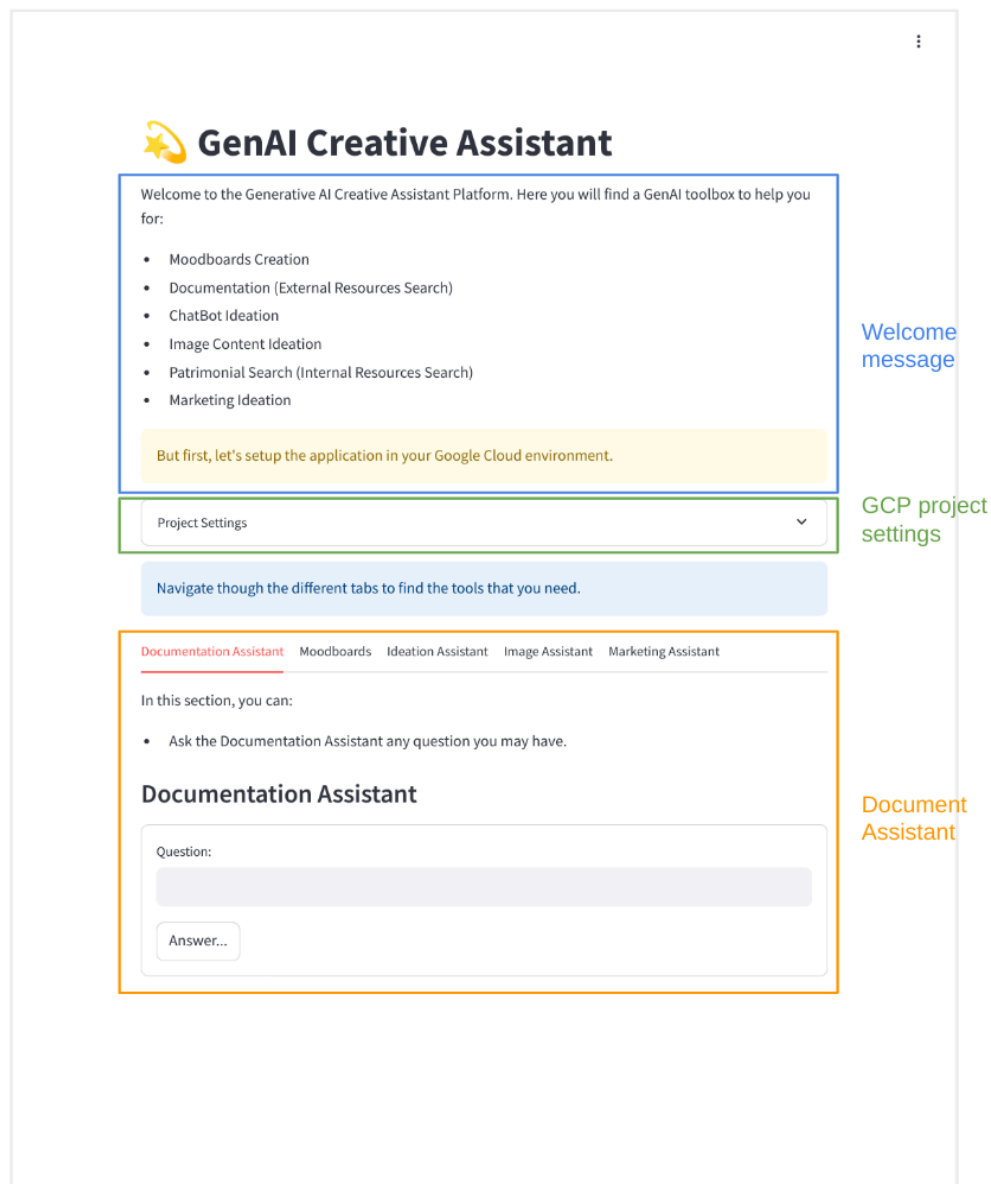 GenAI Creative Assistant
Welcome to the Generative AI Creative Assistant Platform. Here you will find a GenAI toolbox to help you
for:
• Moodboards Creation
• Documentation (External Resources Search)
• ChatBot Ideation
• Image Content Ideation
• Patrimonial Search (Internal Resources Search)
• Marketing Ideation
But first, let's setup the application in your Google Cloud environment.
Welcome
message
Project Settings
GCP project
settings
Navigate though the different tabs to find the tools that you need.
Documentation Assistant Moodboards Ideation Assistant Image Assistant Marketing Assistant
In this section, you can:
• Ask the Documentation Assistant any question you may have.
Documentation Assistant
Document
Assistant
Question:
Answer...